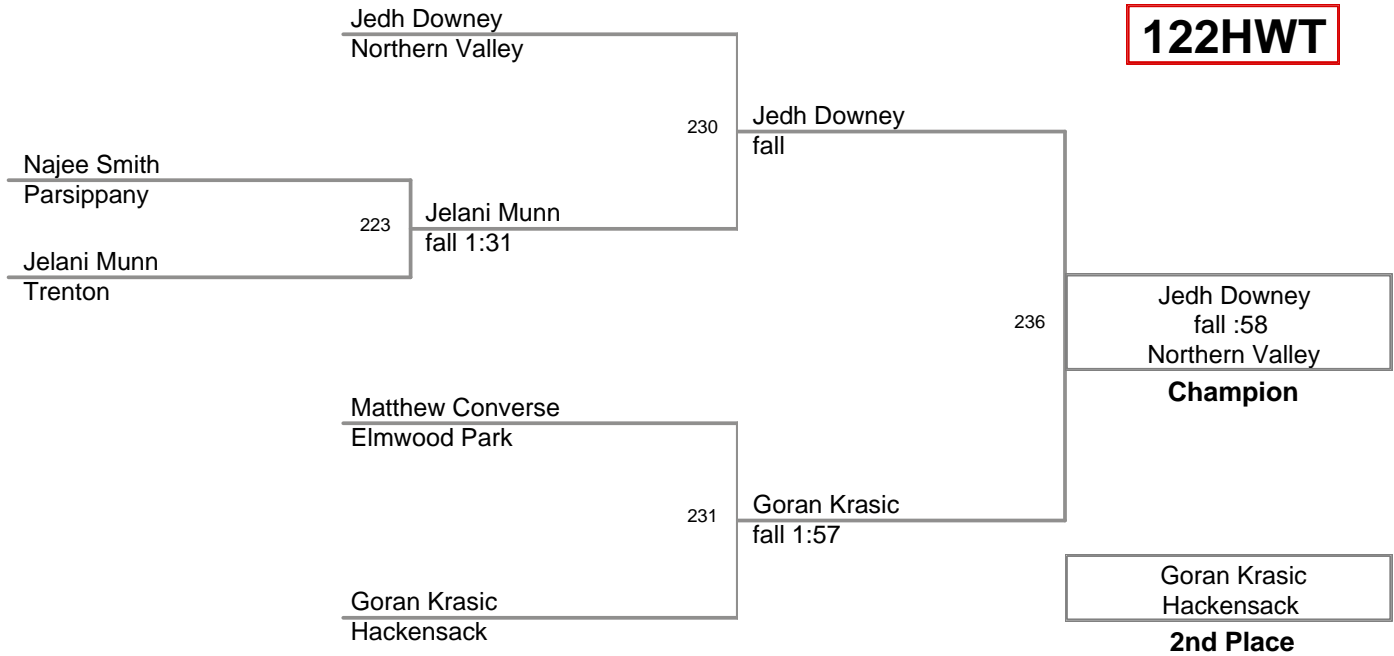 Jedh Downey
Northern Valley
122HWT
230
Jedh Downey
fall
Najee Smith
Parsippany
223
Jelani Munn
fall 1:31
Jelani Munn
Trenton
236
Jedh Downey
fall :58
Northern Valley
Champion
Matthew Converse
Elmwood Park
231
Goran Krasic
fall 1:57
Goran Krasic
Hackensack
Goran Krasic
Hackensack
2nd Place